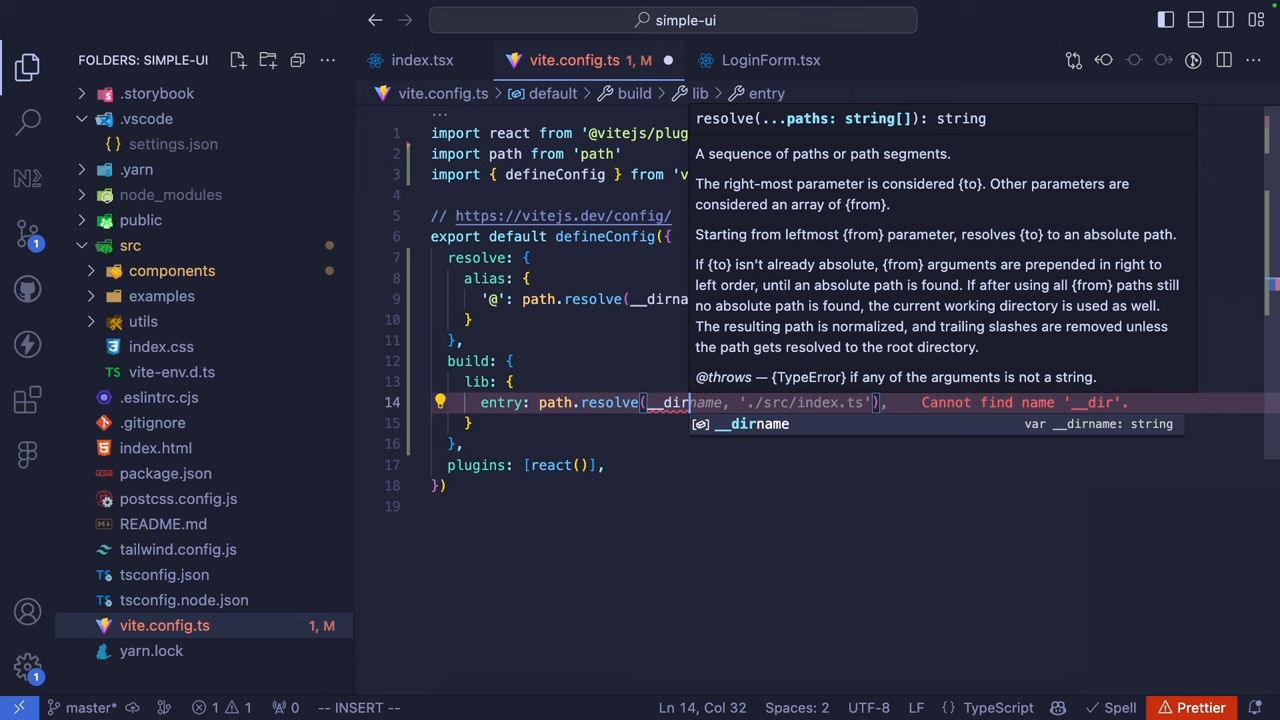 simple-ui
FOLDERS: SIMPLE-UI
.storybook
.vscode
settings.json
.yarn
node_modules
public
src
components
examples
utils
index.css
TS vite-env.d.ts
.eslintrc.cjs
.gitignore
index.html
package.json
postcss.config.js
README.md
tailwind.config.js
tsconfig.json
tsconfig.node.json
vite.config.ts 1, M
yarn.lock
1
1
index.tsx
vite.config.ts 1, M
LoginForm.tsx
vite.config.ts > default > build > lib > entry
1 import react from '@vitejs/plug
2 import path from 'path'
3 import { defineConfig } from 'v
4
5 // https://vitejs.dev/config/
6 export default defineConfig({
7 resolve: {
8 alias: {
9 '@': path.resolve(__dirna
10 }
11 },
12 build: {
13 lib: {
14 entry: path.resolve(__dirname, './src/index.ts'), Cannot find name '__dir'.
15 }
16 },
17 plugins: [react()],
18 })
19
resolve(...paths: string[]): string
A sequence of paths or path segments.
The right-most parameter is considered {to}. Other parameters are
considered an array of {from}.
Starting from leftmost {from} parameter, resolves {to} to an absolute path.
If {to} isn't already absolute, {from} arguments are prepended in right to
left order, until an absolute path is found. If after using all {from} paths still
no absolute path is found, the current working directory is used as well.
The resulting path is normalized, and trailing slashes are removed unless
the path gets resolved to the root directory.
@throws — {TypeError} if any of the arguments is not a string.
__dirname var __dirname: string
master* 1 1 0 -- INSERT -- Ln 14, Col 32 Spaces: 2 UTF-8 LF {} TypeScript Spell Prettier